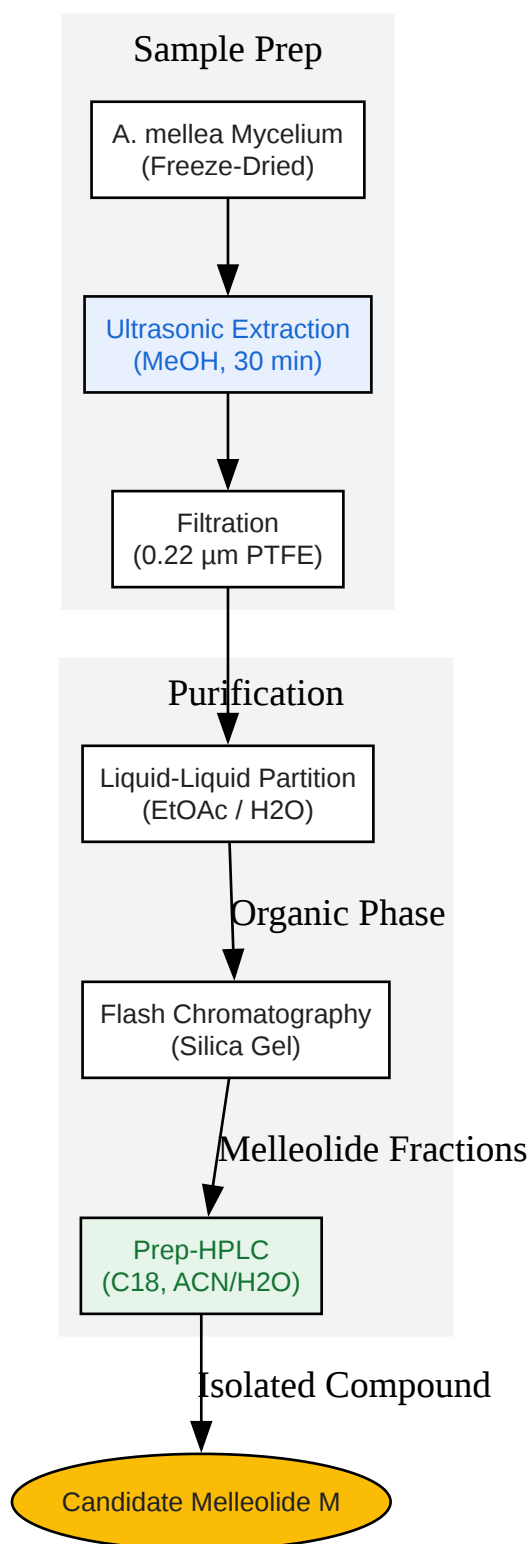 Sample Prep
A. mellea Mycelium
(Freeze-Dried)
Ultrasonic Extraction
(MeOH, 30 min)
Filtration
(0.22 µm PTFE)
Purification
Liquid-Liquid Partition
(EtOAc / H2O)
Organic Phase
Flash Chromatography
(Silica Gel)
Melleolide Fractions
Prep-HPLC
(C18, ACN/H2O)
Isolated Compound
Candidate Melleolide M